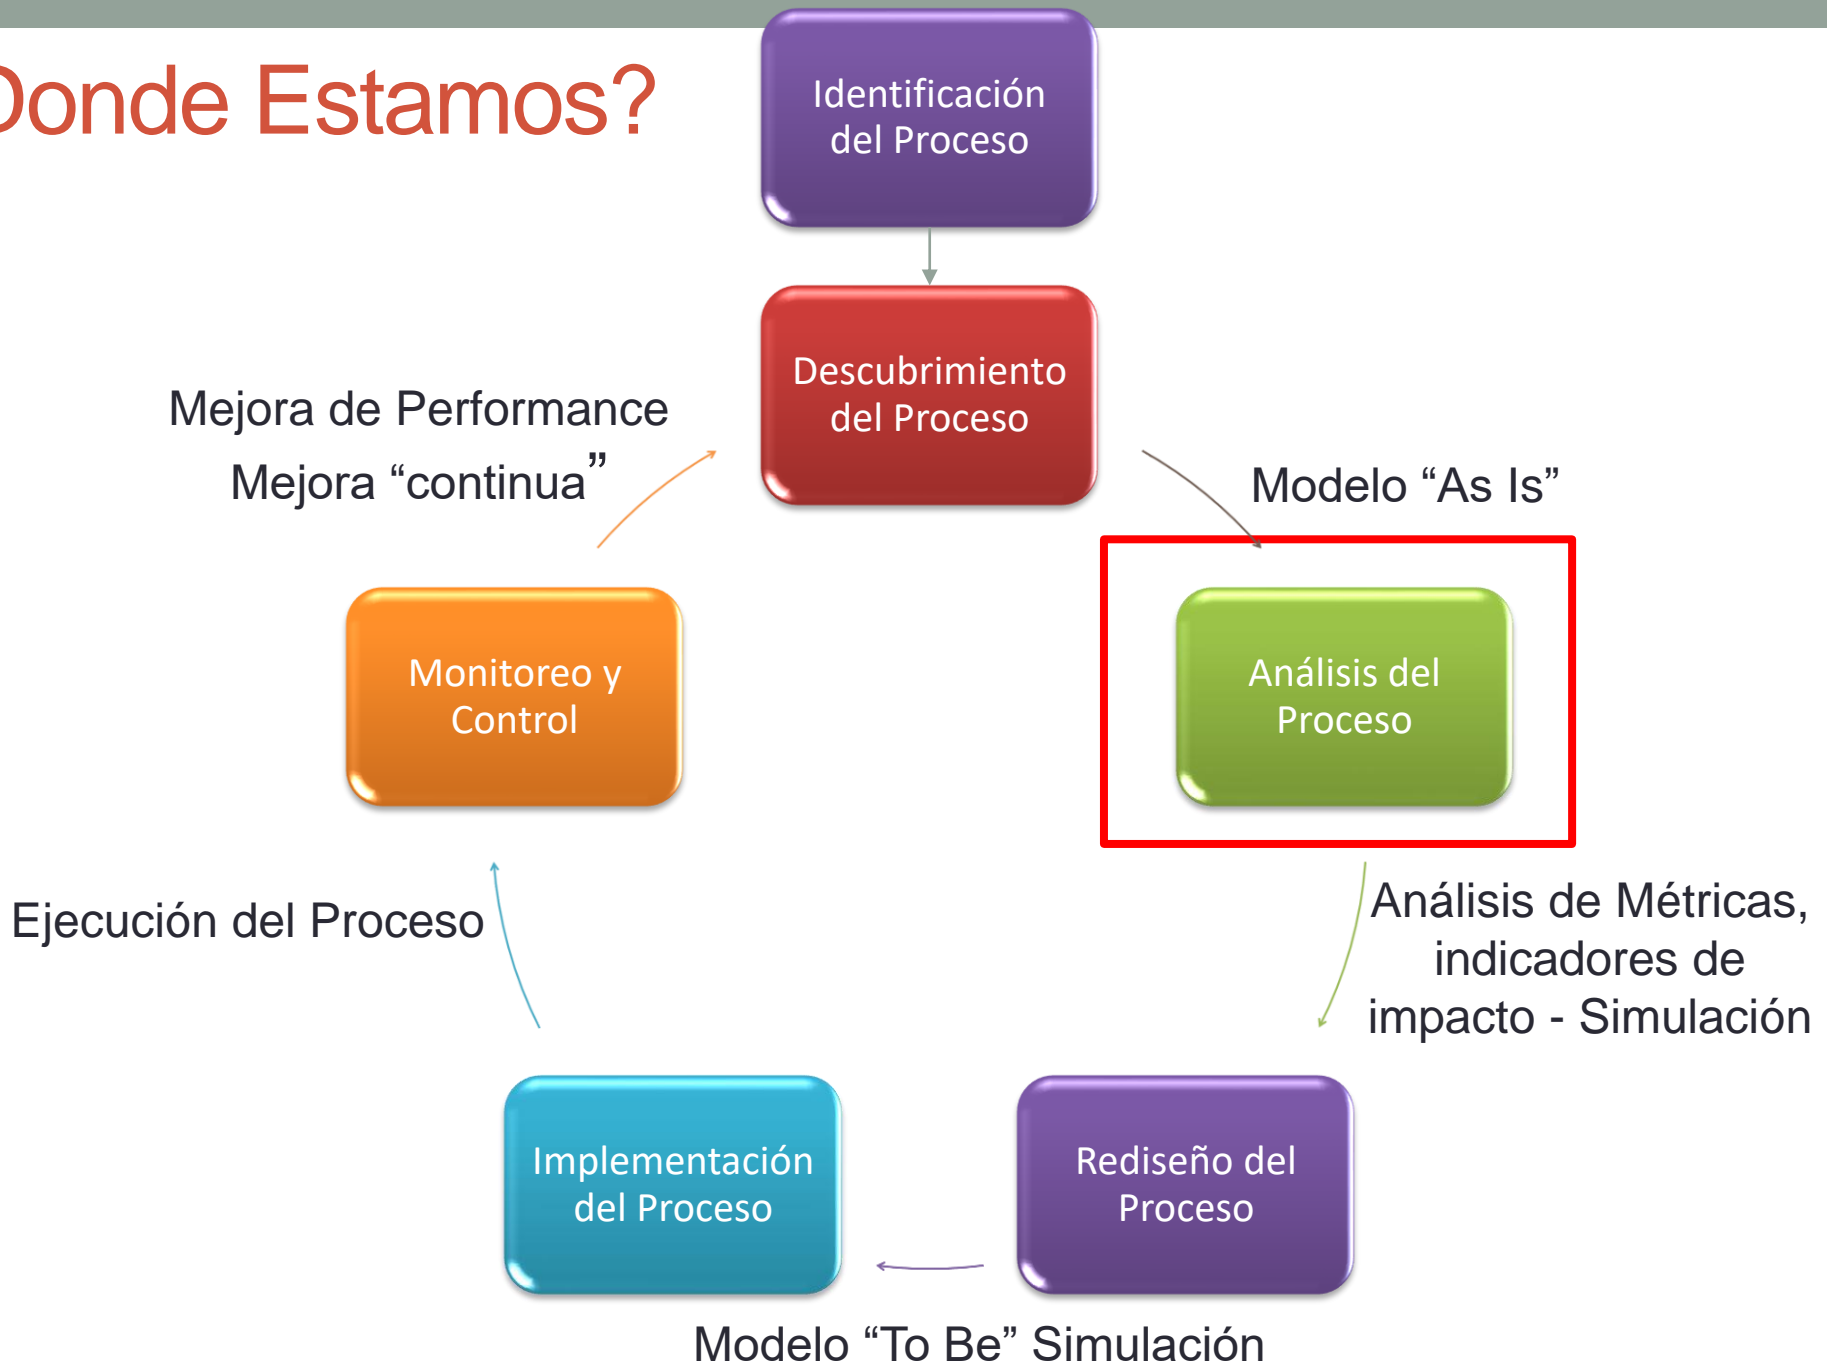 Donde Estamos?
Identificación
del Proceso
Descubrimiento
del Proceso
Mejora de Performance
Mejora “continua”
Modelo “As Is”
Monitoreo y
Control
Análisis del
Proceso
Ejecución del Proceso
Análisis de Métricas,
indicadores de
impacto - Simulación
Implementación
del Proceso
Rediseño del
Proceso
Modelo “To Be” Simulación